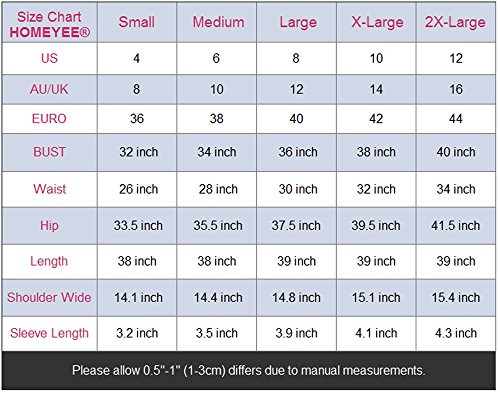 Size Chart Small Medium Large X-Large 2X-Large
HOMEYEE®
US 4 6 8 10 12
AU/UK 8 10 12 14 16
EURO 36 38 40 42 44
BUST 32 inch 34 inch 36 inch 38 inch 40 inch
Waist 26 inch 28 inch 30 inch 32 inch 34 inch
Hip 33.5 inch 35.5 inch 37.5 inch 39.5 inch 41.5 inch
Length 38 inch 38 inch 39 inch 39 inch 39 inch
Shoulder Wide 14.1 inch 14.4 inch 14.8 inch 15.1 inch 15.4 inch
Sleeve Length 3.2 inch 3.5 inch 3.9 inch 4.1 inch 4.3 inch
Please allow 0.5"-1" (1-3cm) differs due to manual measurements.